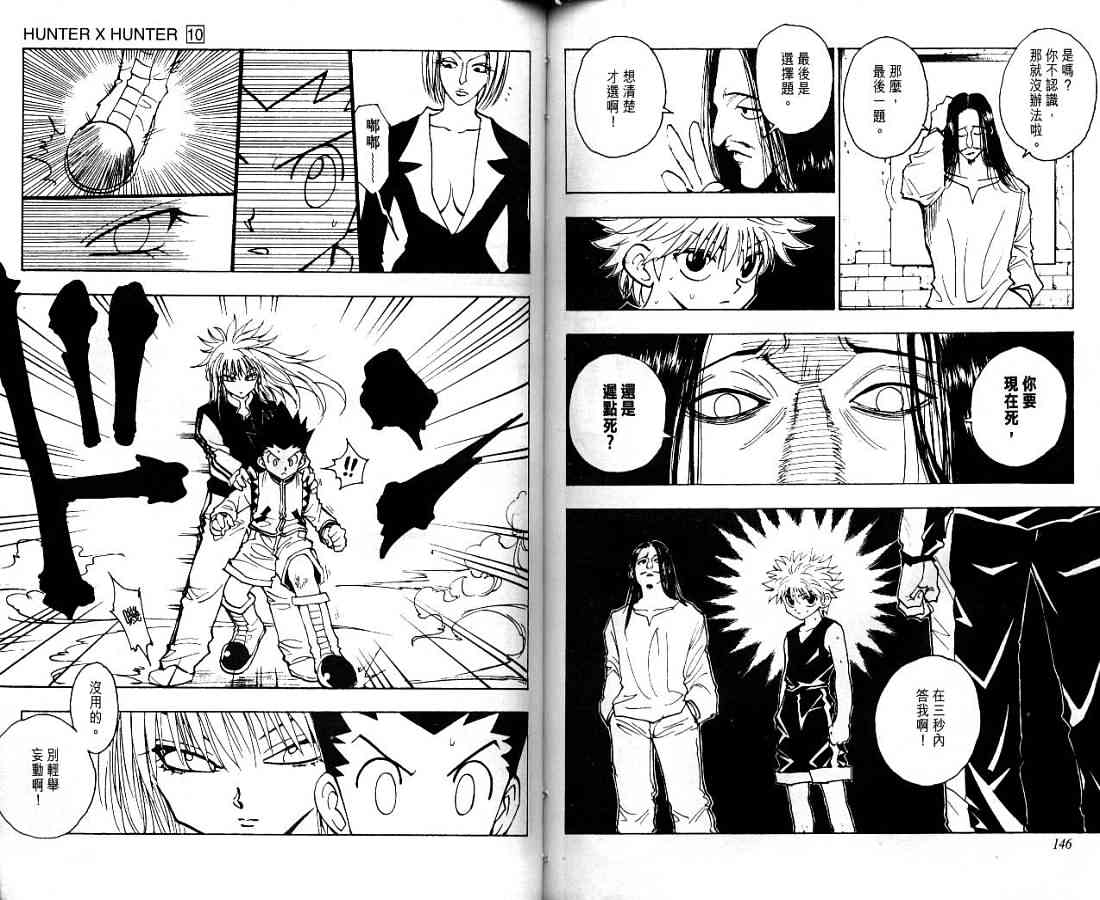 HUNTER X HUNTER 10
是嗎？
你不認識，
那就沒辦法啦。
那麼，
最後一題。
最後是
選擇題。
想清楚
才選啊！
你要
現在死，
還是
遲點死？
在三秒內
答我啊！
146
嘟嘟——
!!
嘰
沒用的。
別輕舉
妄動啊！